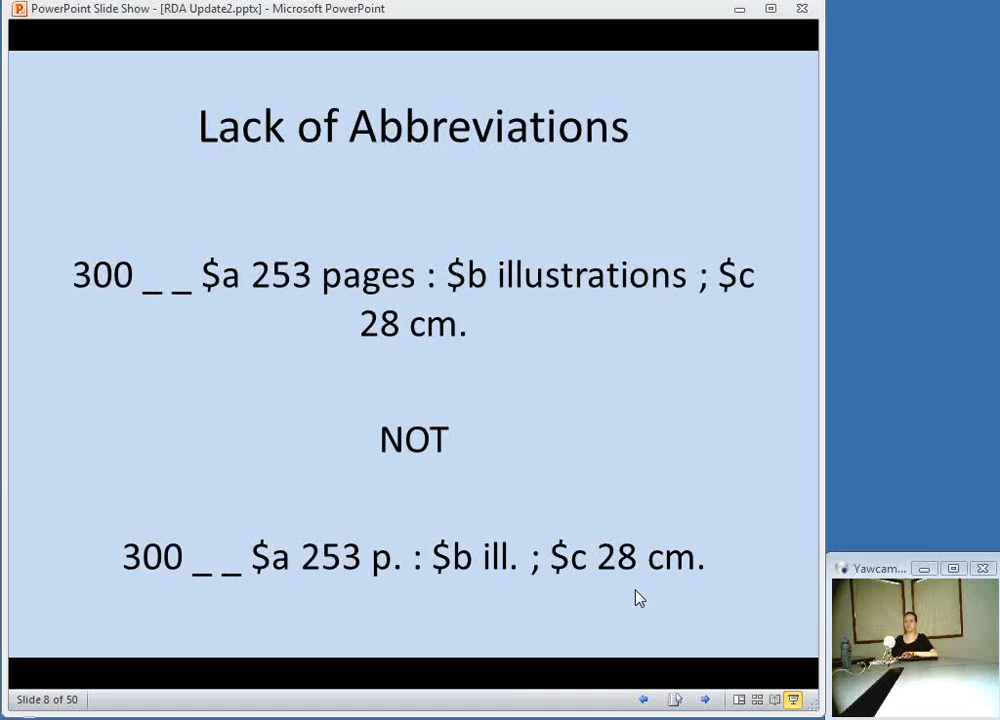 PowerPoint Slide Show - [RDA Update2.pptx] - Microsoft PowerPoint
Lack of Abbreviations
300 _ _ $a 253 pages : $b illustrations ; $c
28 cm.
NOT
300 _ _ $a 253 p. : $b ill. ; $c 28 cm.
Yawcam...
Slide 8 of 50